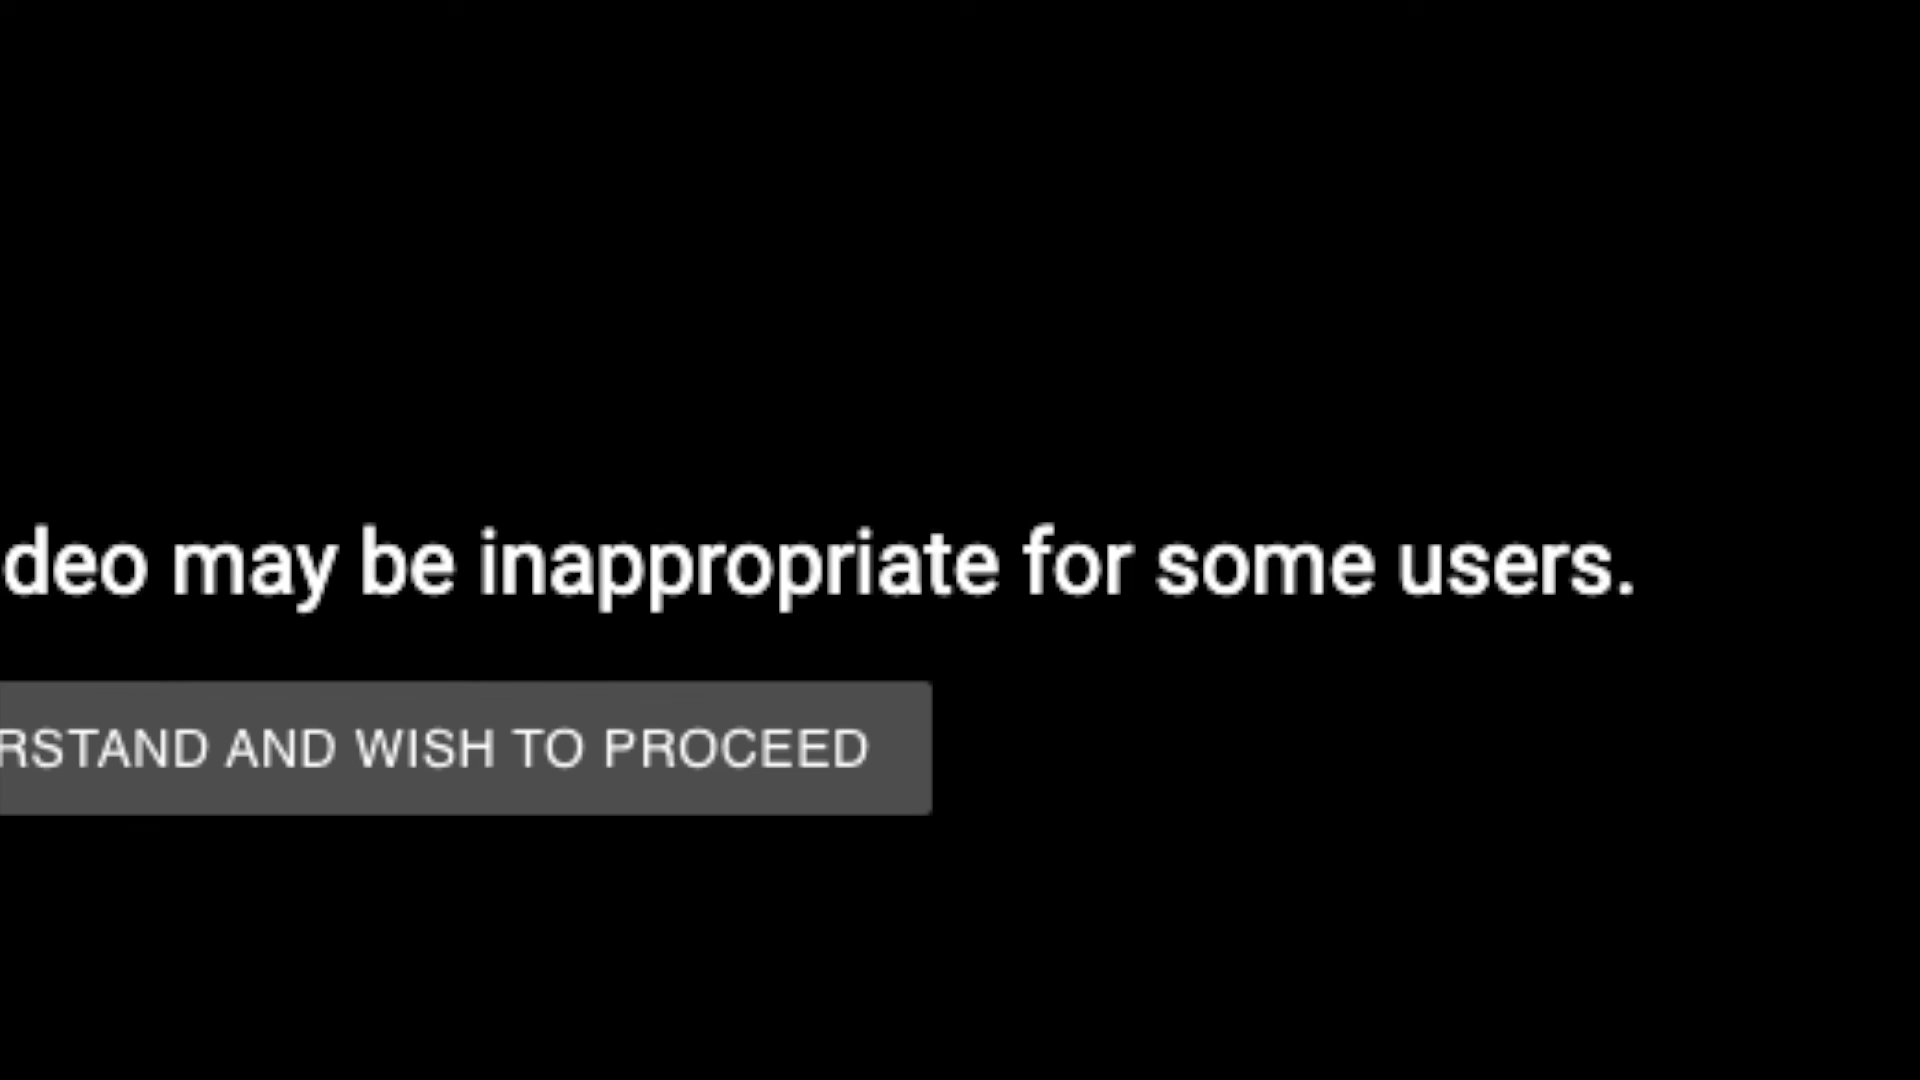 deo may be inappropriate for some users.
RSTAND AND WISH TO PROCEED